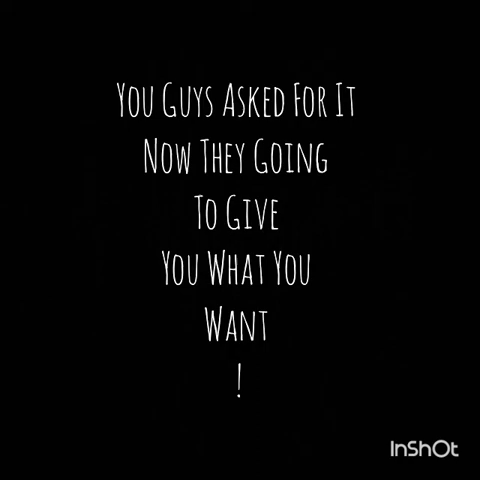 You Guys Asked For It
Now They Going
To Give
You What You
Want
!
InShOt